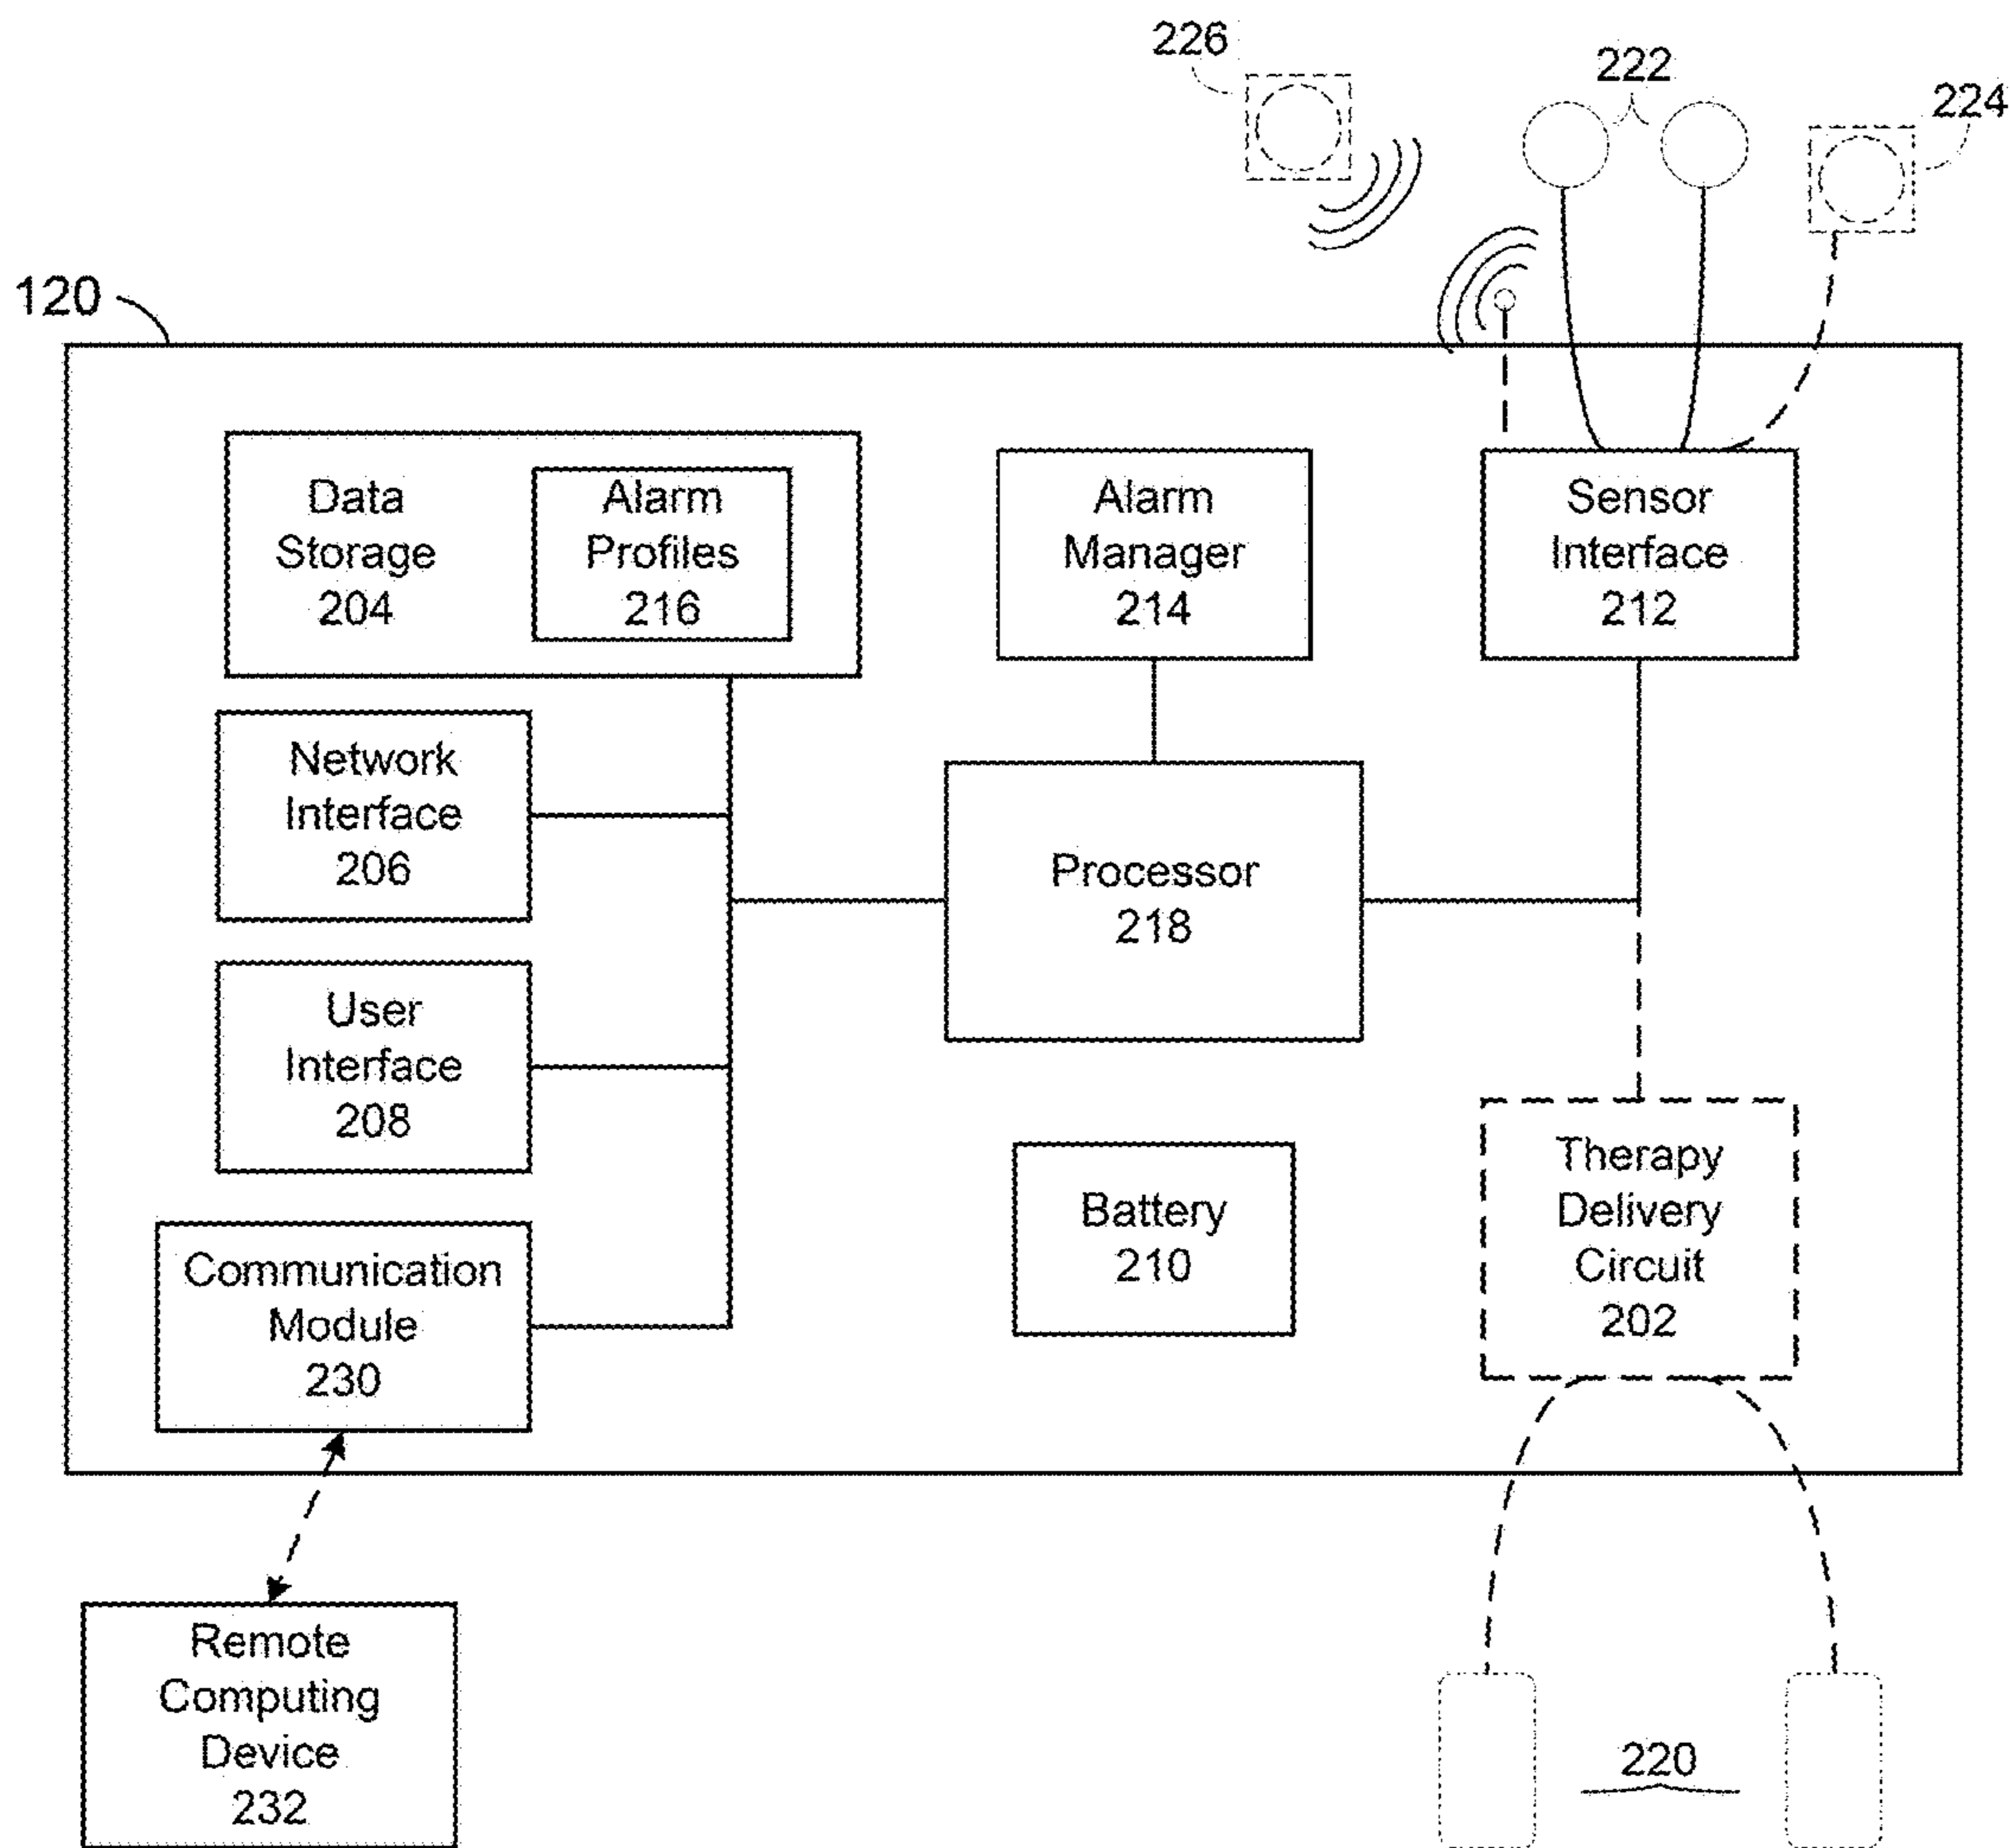 226
222
224
120
Data
Storage
204
Alarm
Profiles
216
Alarm
Manager
214
Sensor
Interface
212
Network
Interface
206
Processor
218
User
Interface
208
Battery
210
Therapy
Delivery
Circuit
202
Communication
Module
230
Remote
Computing
Device
232
220